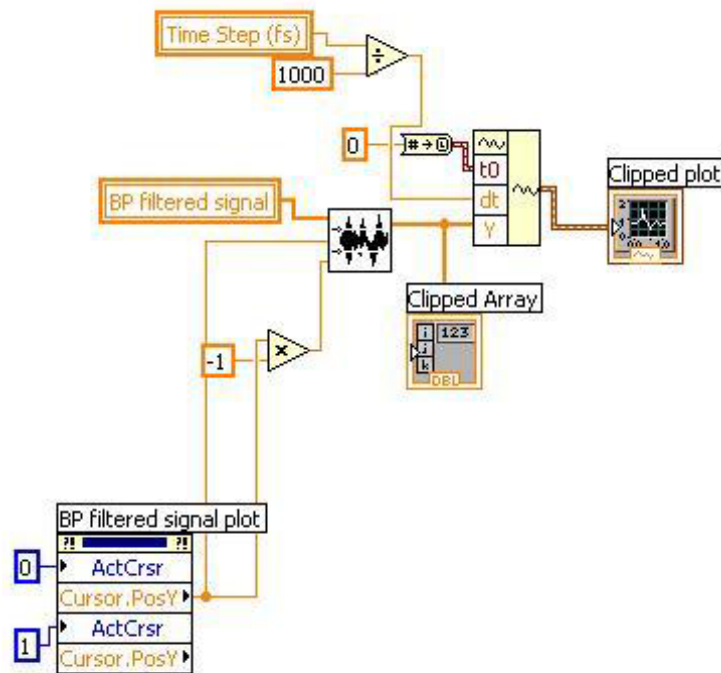 Time Step (fs)
1000
÷
0
# →
t0
Clipped plot
BP filtered signal
dt
Y
Clipped Array
-1
×
i 123
j
k
DBL
BP filtered signal plot
?! ?!
0
ActCrsr
Cursor.PosY
1
ActCrsr
Cursor.PosY